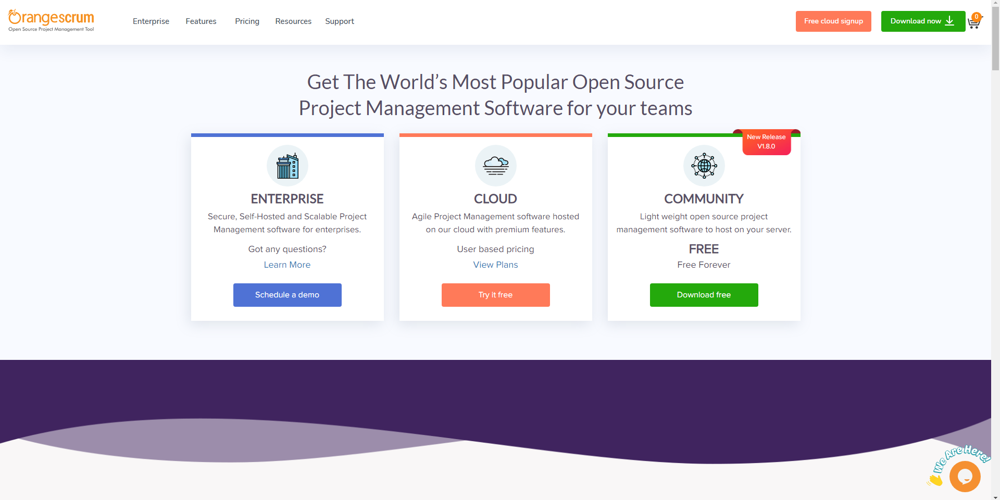 Orangescrum
Open Source Project Management Tool
Enterprise
Features
Pricing
Resources
Support
Free cloud signup
Download now
0
Get The World’s Most Popular Open Source
Project Management Software for your teams
ENTERPRISE
Secure, Self-Hosted and Scalable Project
Management software for enterprises.
Got any questions?
Learn More
Schedule a demo
CLOUD
Agile Project Management software hosted
on our cloud with premium features.
User based pricing
View Plans
Try it free
New Release
V1.8.0
COMMUNITY
Light weight open source project
management software to host on your server.
FREE
Free Forever
Download free
We Are Here!